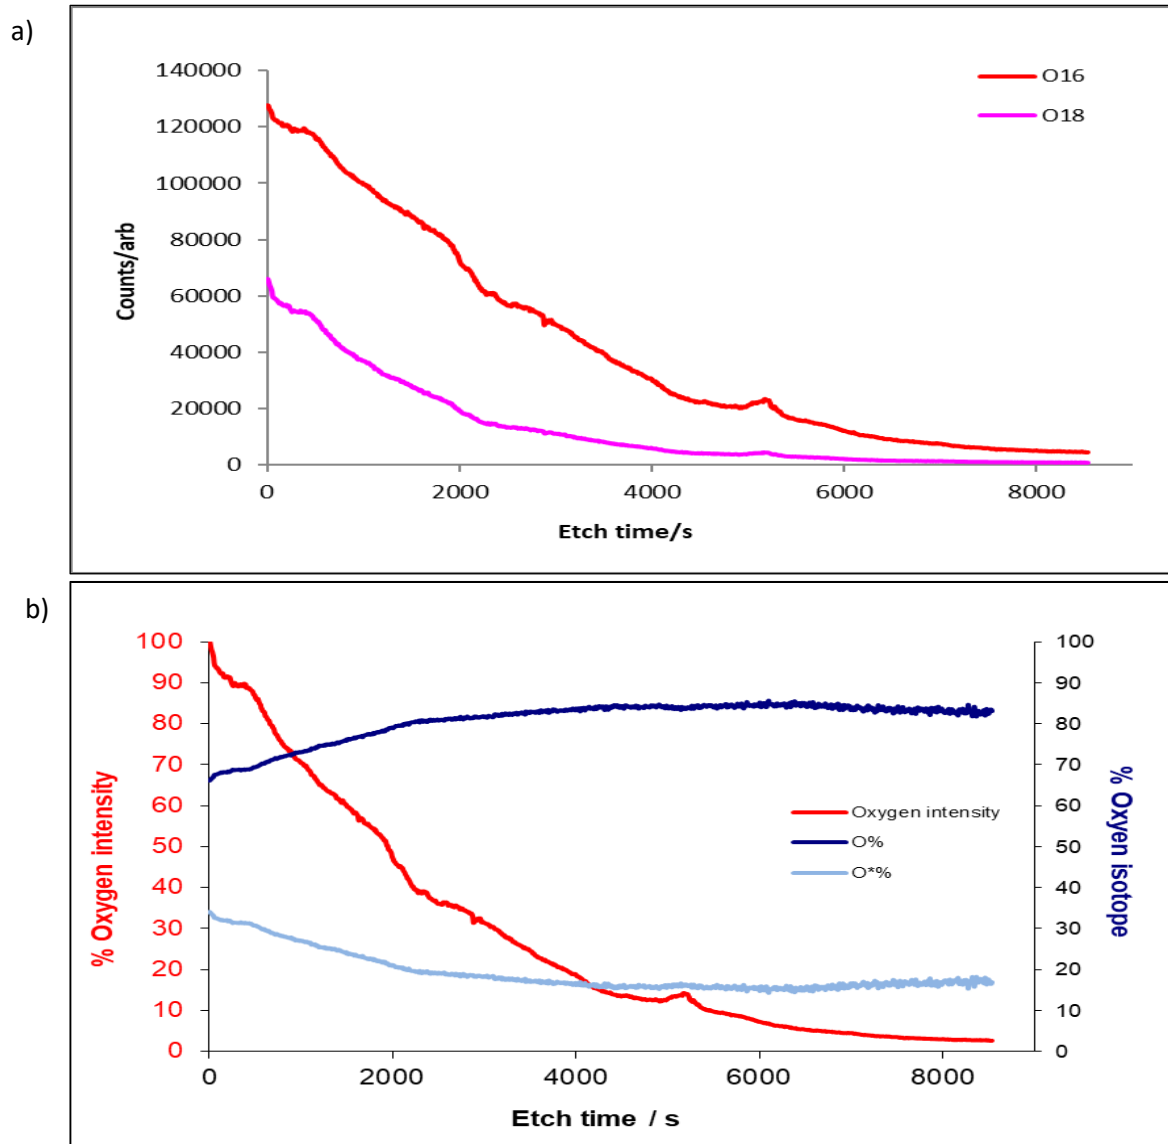 a)
140000
120000
100000
80000
60000
40000
20000
0
Counts/arb
0 2000 4000 6000 8000
Etch time/s
O16
O18
b)
100
90
80
70
60
50
40
30
20
10
0
% Oxygen intensity
0 2000 4000 6000 8000
Etch time / s
Oxygen intensity
O%
O*%
100
90
80
70
60
50
40
30
20
10
0
% Oxyen isotope